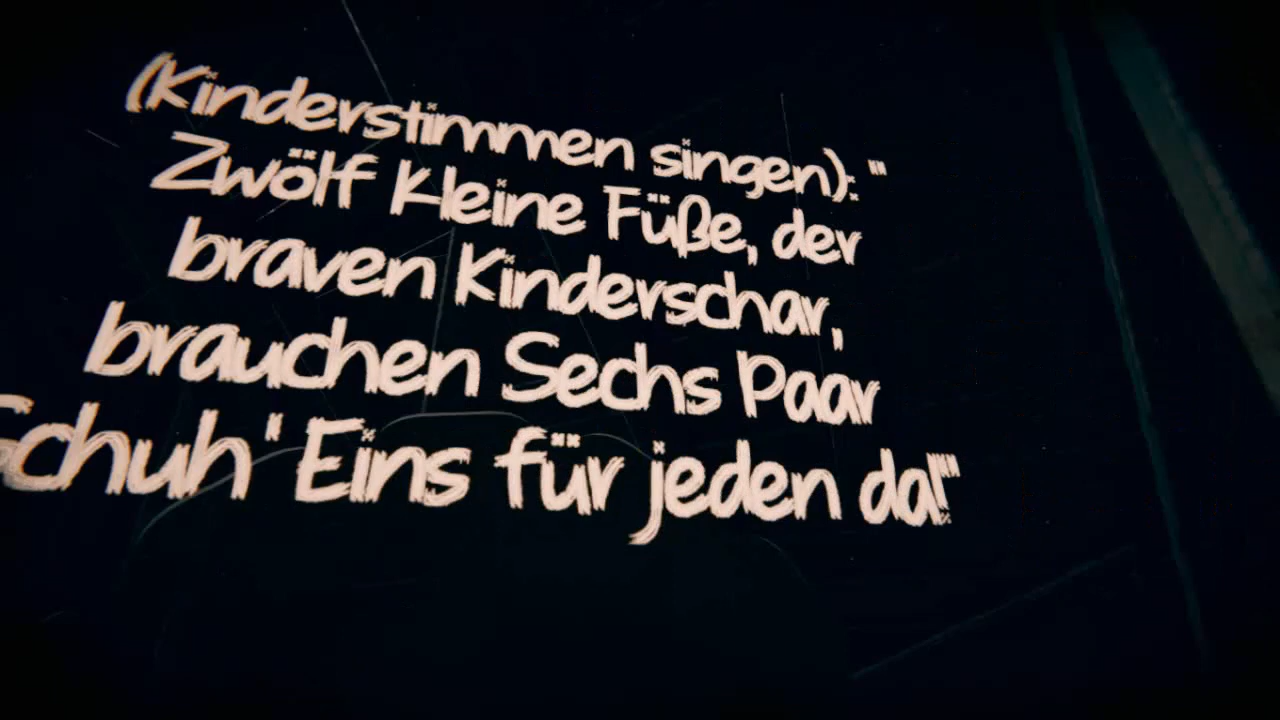 (Kinderstimmen singen): "
Zwölf kleine Füße, der
braven Kinderschar,
brauchen Sechs Paar
Schuh' Eins für jeden da!"